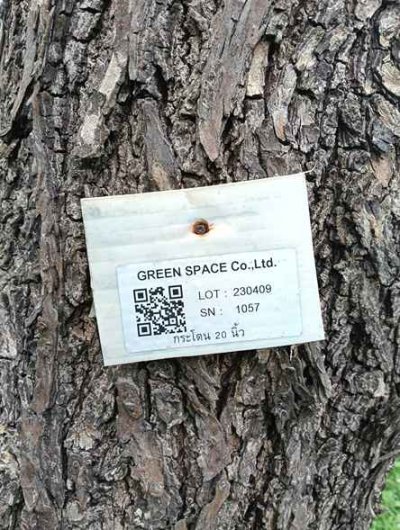 GREEN SPACE Co.,Ltd.
LOT : 230409
SN : 1057
กระโดน 20 นิ้ว